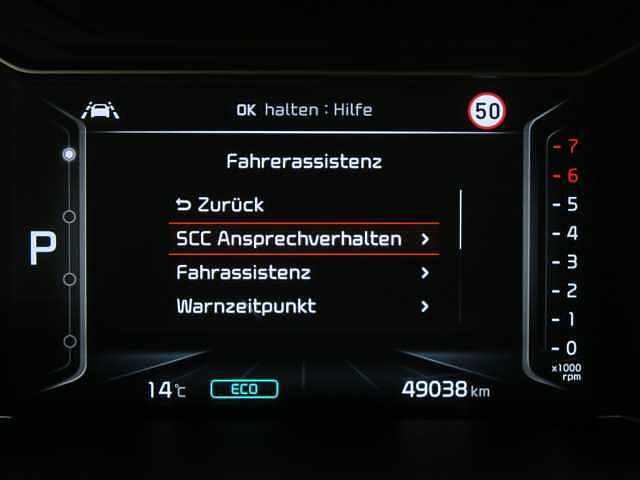 OK halten : Hilfe
50
Fahrerassistenz
Zurück
SCC Ansprechverhalten >
Fahrassistenz >
Warnzeitpunkt >
P
- 7
- 6
- 5
- 4
- 3
- 2
- 1
- 0
x1000
rpm
14°C
ECO
49038 km